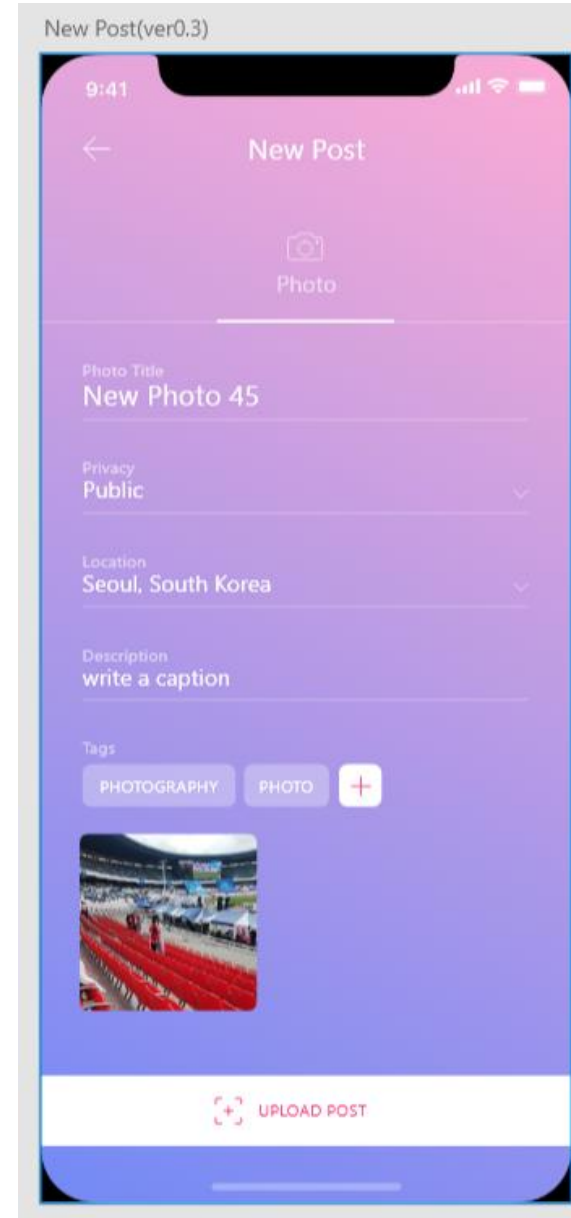 New Post(ver0.3)
9:41
New Post
Photo
Photo Title
New Photo 45
Privacy
Public
Location
Seoul, South Korea
Description
write a caption
Tags
PHOTOGRAPHY PHOTO +
UPLOAD POST